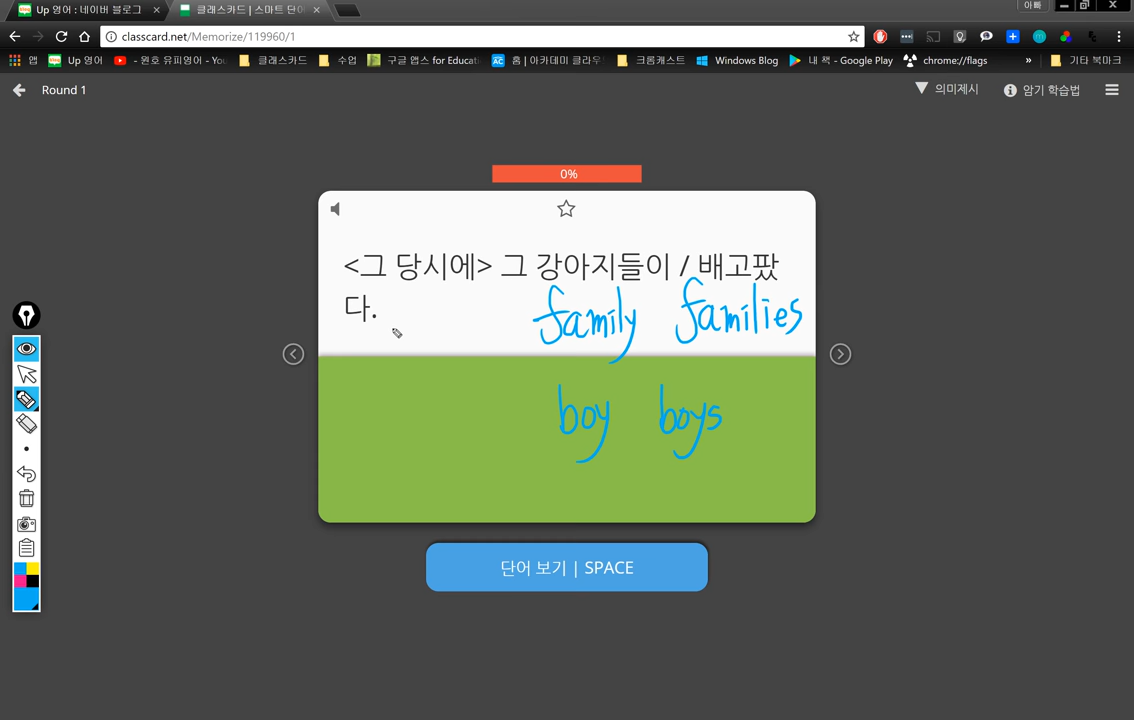 Up 영어 : 네이버 블로그
클래스카드 | 스마트 단어
아빠
classcard.net/Memorize/119960/1
앱
Up 영어
- 원호 유피영어 - You
클래스카드
수업
구글 앱스 for Educati
홈 | 아카데미 클라우
크롬캐스트
Windows Blog
내 책 - Google Play
chrome://flags
»
기타 북마크
Round 1
의미제시
암기 학습법
0%
<그 당시에> 그 강아지들이 / 배고팠
다.
family families
boy boys
단어 보기 | SPACE